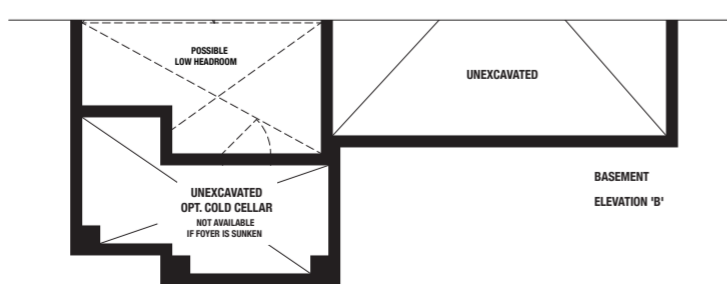 POSSIBLE
LOW HEADROOM
UNEXCAVATED
BASEMENT
ELEVATION 'B'
UNEXCAVATED
OPT. COLD CELLAR
NOT AVAILABLE
IF FOYER IS SUNKEN